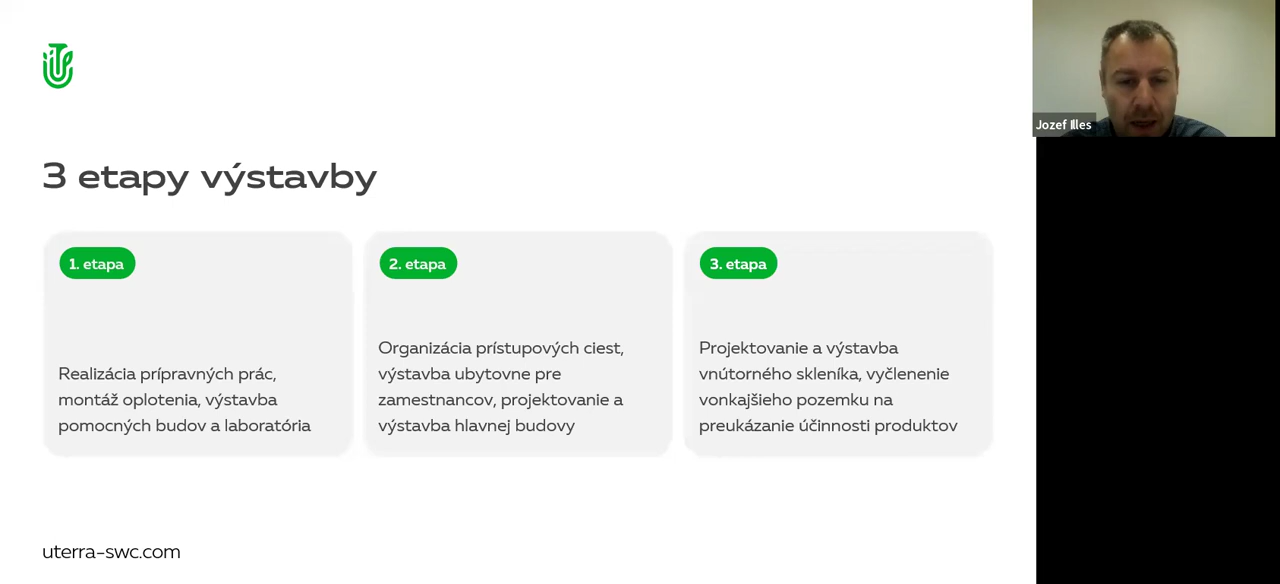 Jozef Illes
3 etapy výstavby
1. etapa
Realizácia prípravných prác,
montáž oplotenia, výstavba
pomocných budov a laboratória
2. etapa
Organizácia prístupových ciest,
výstavba ubytovne pre
zamestnancov, projektovanie a
výstavba hlavnej budovy
3. etapa
Projektovanie a výstavba
vnútorného skleníka, vyčlenenie
vonkajšieho pozemku na
preukázanie účinnosti produktov
uterra-swc.com